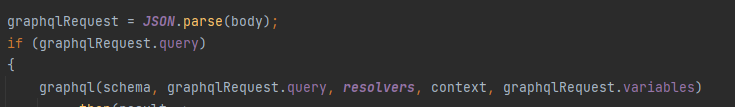 graphqlRequest = JSON.parse(body);
if (graphqlRequest.query)
{
graphql(schema, graphqlRequest.query, resolvers, context, graphqlRequest.variables)